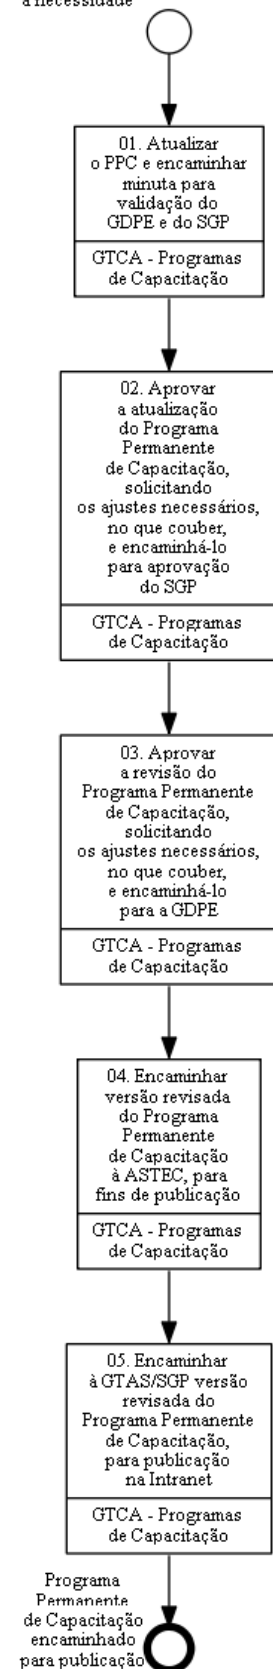 a necessidade
01. Atualizar
o PPC e encaminhar
minuta para
validação do
GDPE e do SGP
GTCA - Programas
de Capacitação
02. Aprovar
a atualização
do Programa
Permanente
de Capacitação,
solicitando
os ajustes necessários,
no que couber,
e encaminhá-lo
para aprovação
do SGP
GTCA - Programas
de Capacitação
03. Aprovar
a revisão do
Programa Permanente
de Capacitação,
solicitando
os ajustes necessários,
no que couber,
e encaminhá-lo
para a GDPE
GTCA - Programas
de Capacitação
04. Encaminhar
versão revisada
do Programa
Permanente
de Capacitação
à ASTEC, para
fins de publicação
GTCA - Programas
de Capacitação
05. Encaminhar
à GTAS/SGP versão
revisada do
Programa Permanente
de Capacitação,
para publicação
na Intranet
GTCA - Programas
de Capacitação
Programa
Permanente
de Capacitação
encaminhado
para publicação